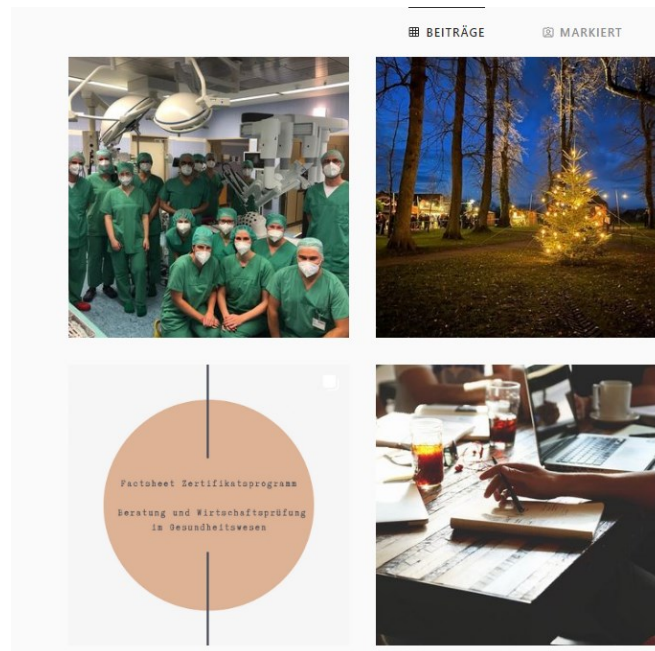 BEITRÄGE
MARKIERT
Factsheet Zertifikatsprogramm
Beratung und Wirtschaftsprüfung
im Gesundheitswesen